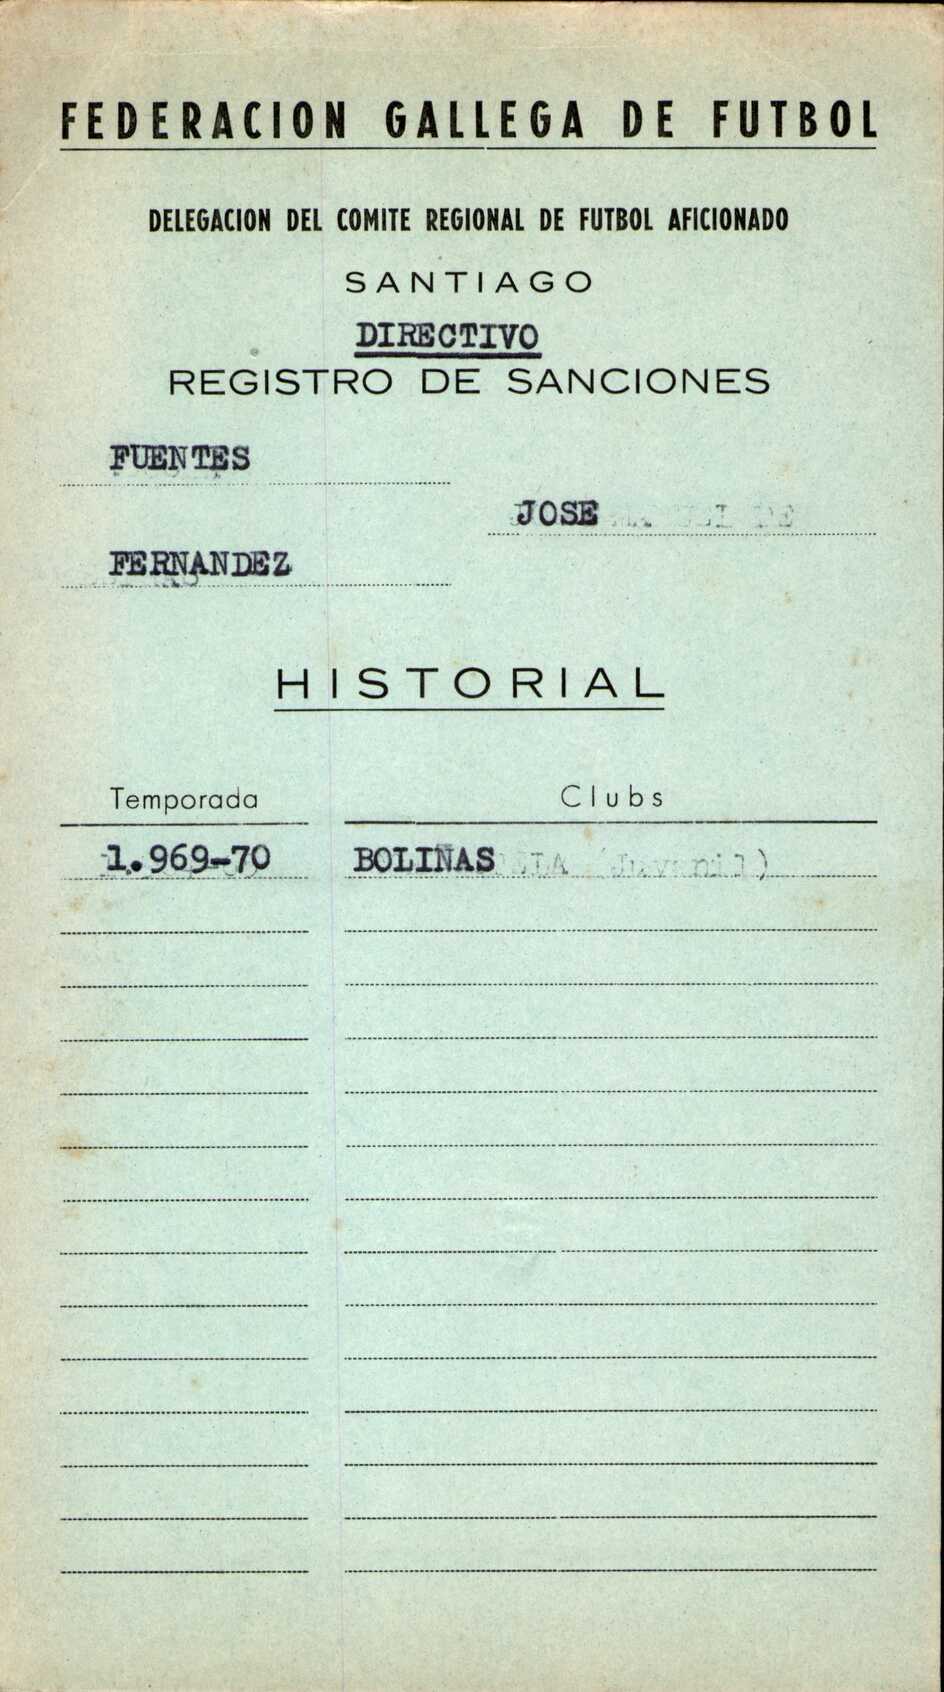 FEDERACION GALLEGA DE FUTBOL
DELEGACION DEL COMITE REGIONAL DE FUTBOL AFICIONADO
SANTIAGO
DIRECTIVO
REGISTRO DE SANCIONES
FUENTES
JOSE
FERNANDEZ
HISTORIAL
Temporada Clubs
1.969-70 BOLIÑAS (Juvenil)